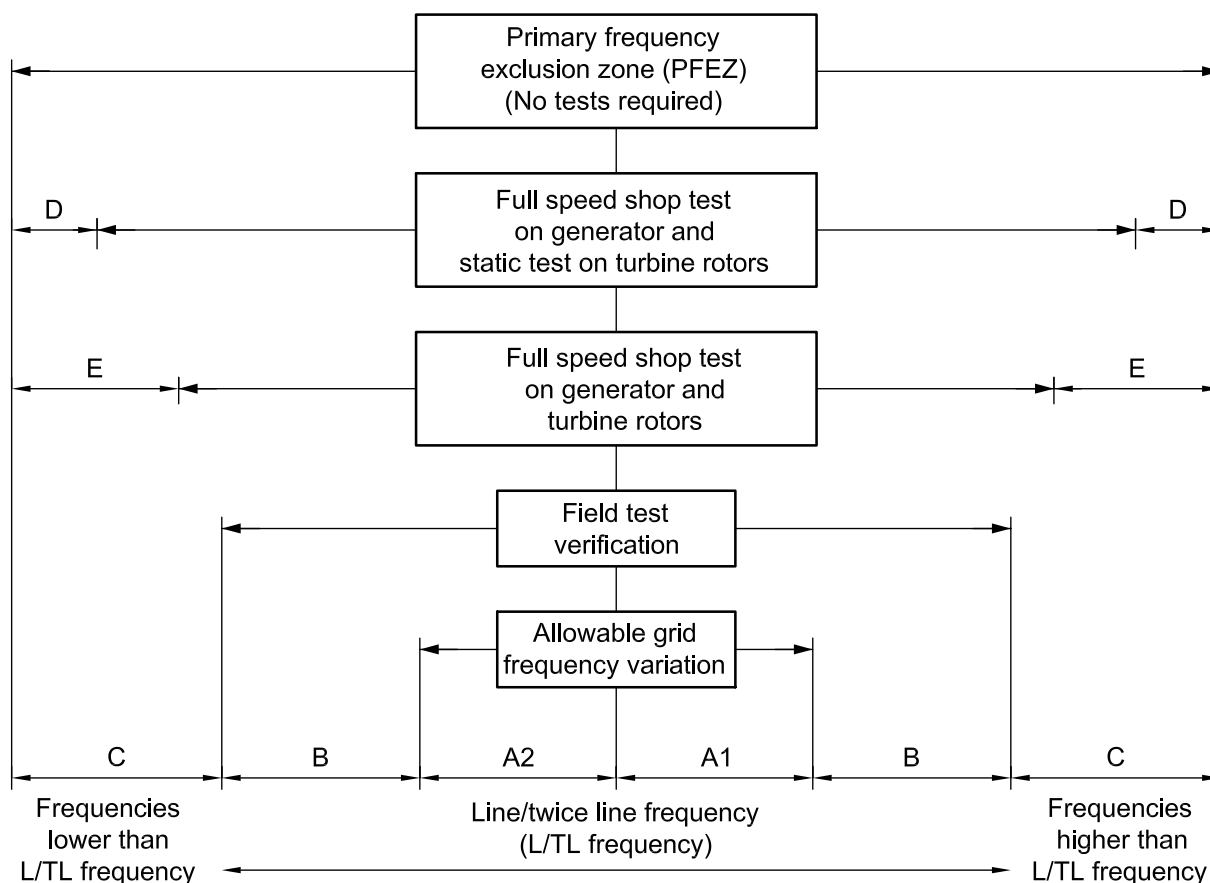 Primary frequency
exclusion zone (PFEZ)
(No tests required)
D
Full speed shop test
on generator and
static test on turbine rotors
D
E
Full speed shop test
on generator and
turbine rotors
E
Field test
verification
Allowable grid
frequency variation
C
B
A2
A1
B
C
Frequencies
lower than
L/TL frequency
Line/twice line frequency
(L/TL frequency)
Frequencies
higher than
L/TL frequency